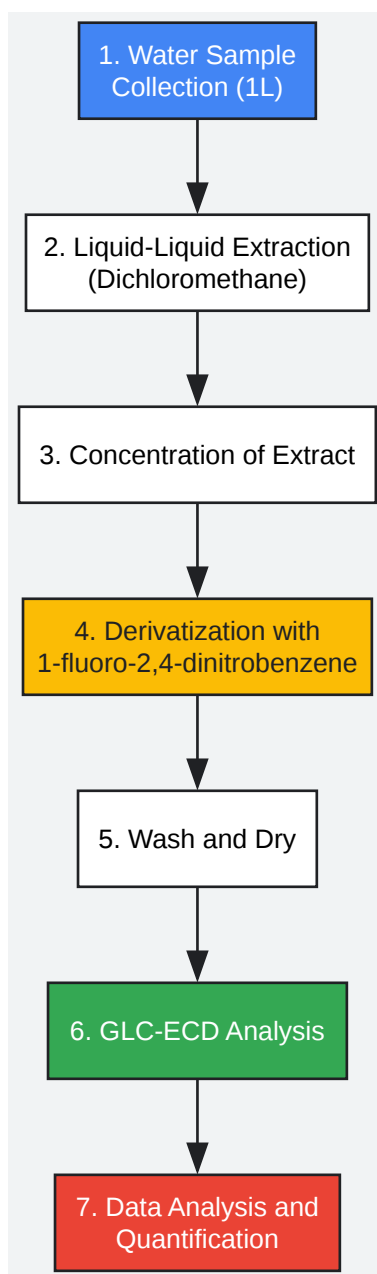 1. Water Sample
Collection (1L)
2. Liquid-Liquid Extraction
(Dichloromethane)
3. Concentration of Extract
4. Derivatization with
1-fluoro-2,4-dinitrobenzene
5. Wash and Dry
6. GLC-ECD Analysis
7. Data Analysis and
Quantification